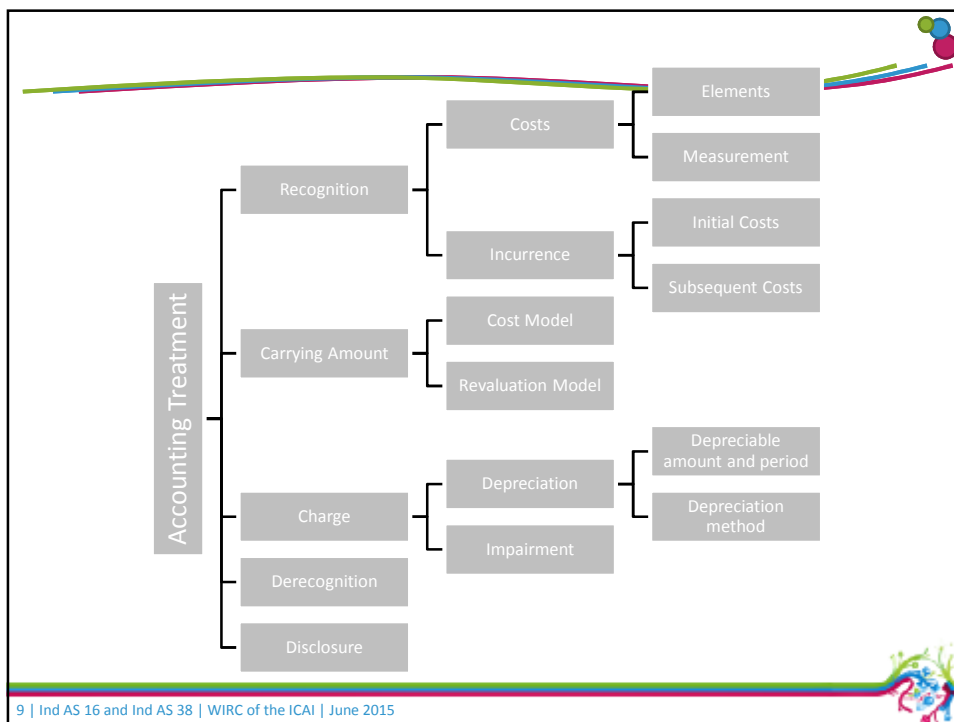 Accounting Treatment
Recognition
Costs
Elements
Measurement
Incurrence
Initial Costs
Subsequent Costs
Carrying Amount
Cost Model
Revaluation Model
Charge
Depreciation
Depreciable
amount and period
Depreciation
method
Impairment
Derecognition
Disclosure
9 | Ind AS 16 and Ind AS 38 | WIRC of the ICAI | June 2015